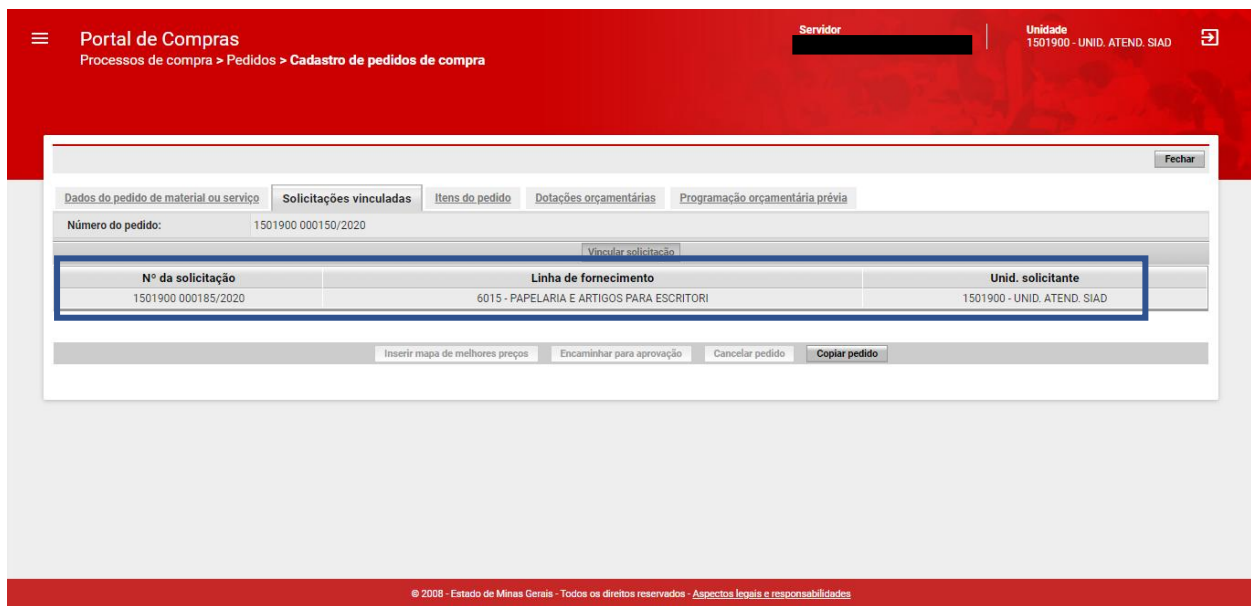 Portal de Compras
Processos de compra > Pedidos > Cadastro de pedidos de compra
Servidor
Unidade
1501900 - UNID. ATEND. SIAD
Fechar
Dados do pedido de material ou serviço Solicitações vinculadas Itens do pedido Dotações orçamentárias Programação orçamentária prévia
Número do pedido: 1501900 000150/2020
Vincular solicitação
Nº da solicitação Linha de fornecimento Unid. solicitante
1501900 000185/2020 6015 - PAPELARIA E ARTIGOS PARA ESCRITORI 1501900 - UNID. ATEND. SIAD
Inserir mapa de melhores preços Encaminhar para aprovação Cancelar pedido Copiar pedido
© 2008 - Estado de Minas Gerais - Todos os direitos reservados - Aspectos legais e responsabilidades